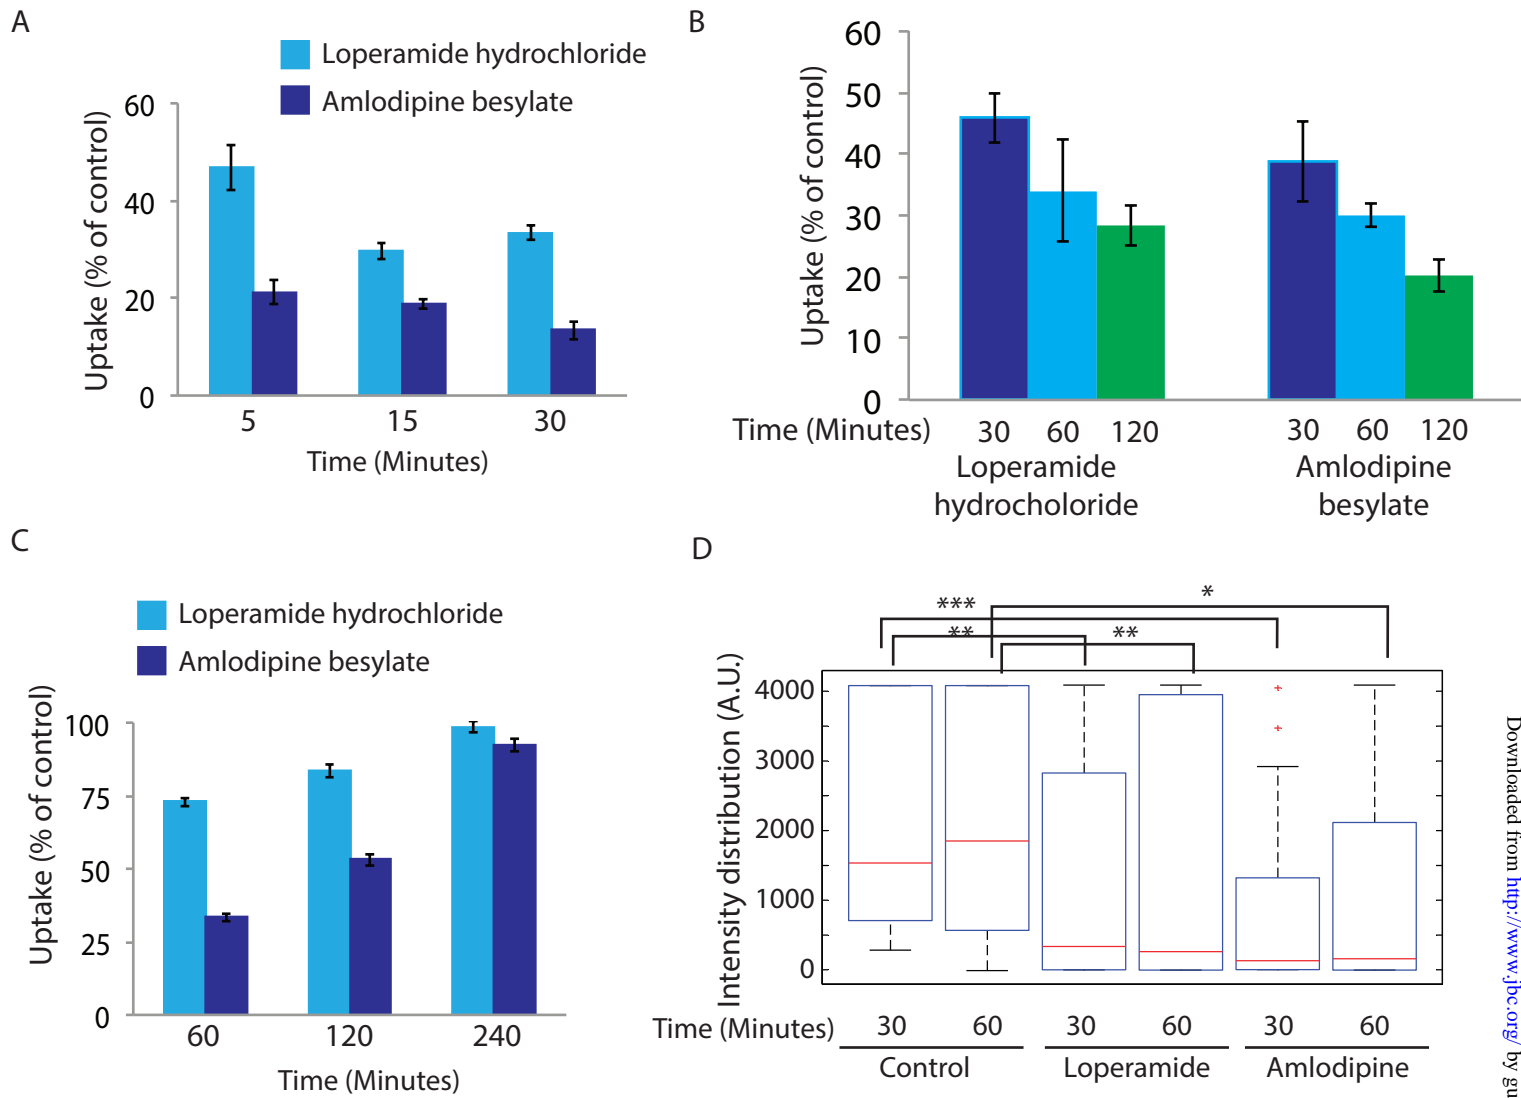 A
Loperamide hydrochloride
Amlodipine besylate
Uptake (% of control)
60
40
20
0
5 15 30
Time (Minutes)
B
Uptake (% of control)
60
50
40
30
20
10
0
Time (Minutes) 30 60 120 30 60 120
Loperamide
hydrocholoride
Amlodipine
besylate
C
Loperamide hydrochloride
Amlodipine besylate
Uptake (% of control)
100
75
50
25
0
60 120 240
Time (Minutes)
D
*** *
** **
Intensity distribution (A.U.)
4000
3000
2000
1000
0
Time (Minutes) 30 60 30 60 30 60
Control Loperamide Amlodipine
Downloaded from http://www.jbc.org/ by gu